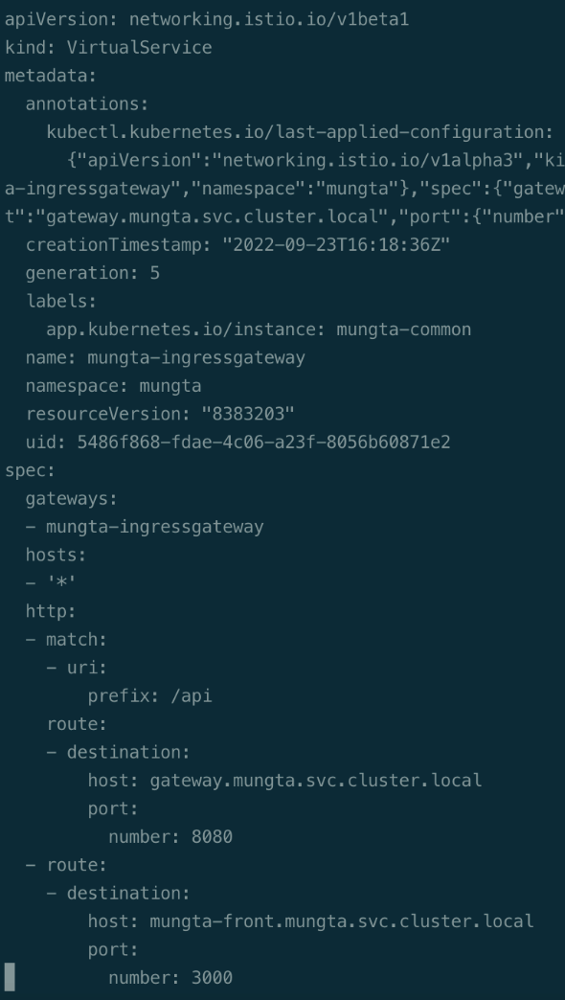 apiVersion: networking.istio.io/v1beta1
kind: VirtualService
metadata:
  annotations:
    kubectl.kubernetes.io/last-applied-configuration:
      {"apiVersion":"networking.istio.io/v1alpha3","ki
a-ingressgateway","namespace":"mungta"},"spec":{"gatew
t":"gateway.mungta.svc.cluster.local","port":{"number"
  creationTimestamp: "2022-09-23T16:18:36Z"
  generation: 5
  labels:
    app.kubernetes.io/instance: mungta-common
  name: mungta-ingressgateway
  namespace: mungta
  resourceVersion: "8383203"
  uid: 5486f868-fdae-4c06-a23f-8056b60871e2
spec:
  gateways:
  - mungta-ingressgateway
  hosts:
  - '*'
  http:
  - match:
    - uri:
        prefix: /api
    route:
    - destination:
        host: gateway.mungta.svc.cluster.local
        port:
          number: 8080
  - route:
    - destination:
        host: mungta-front.mungta.svc.cluster.local
        port:
          number: 3000